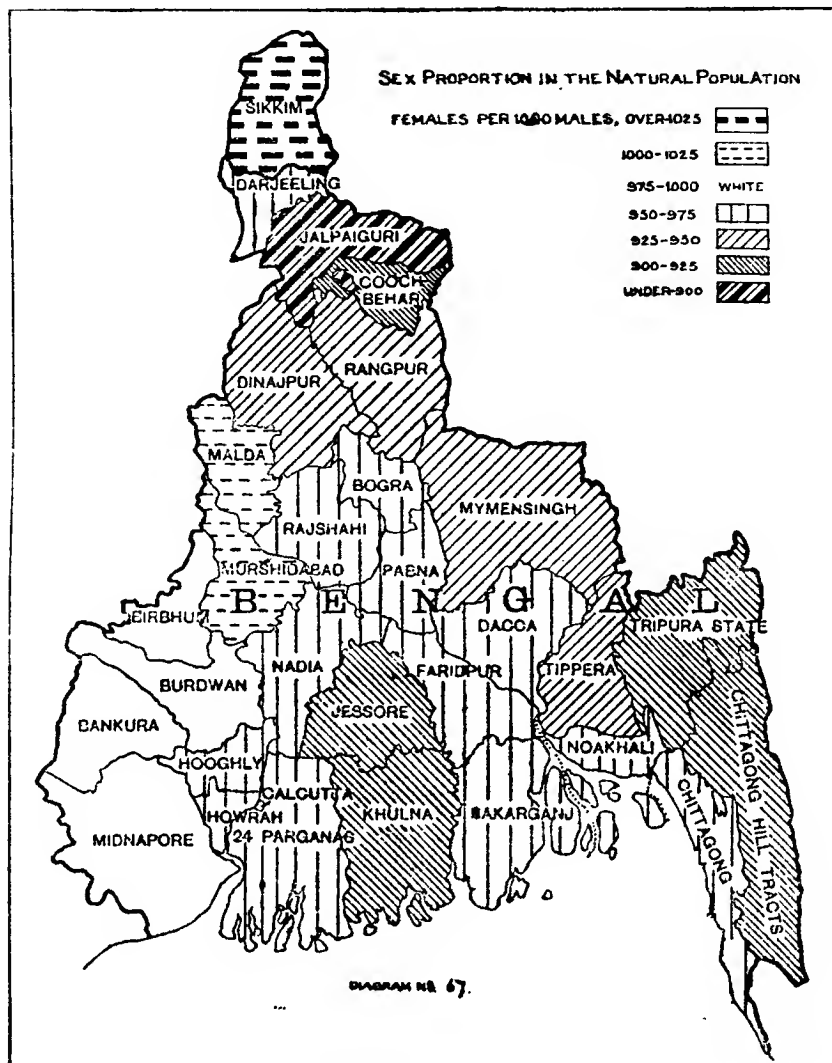 SEX PROPORTION IN THE NATURAL POPULATION
FEMALES PER 1000 MALES, OVER-1025
1000-1025
975-1000 WHITE
950-975
925-950
900-925
UNDER-900
SIKKIM
DARJEELING
JALPAIGURI
COOCH
BEHAR
DINAJPUR
RANGPUR
MALDA
BOGRA
RAJSHAHI
MYMENSINGH
MURSHIDABAD
PABNA
BENGAL
BIRBHUM
DACCA
TRIPURA STATE
NADIA
FARIDPUR
TIPPERA
BURDWAN
BANKURA
JESSORE
CHITTAGONG HILL TRACTS
NOAKHALI
HOOGHLY
CALCUTTA
HOWRAH
24 PARGANAS
KHULNA
BAKARGANJ
CHITTAGONG
MIDNAPORE
DIAGRAM NO 67.